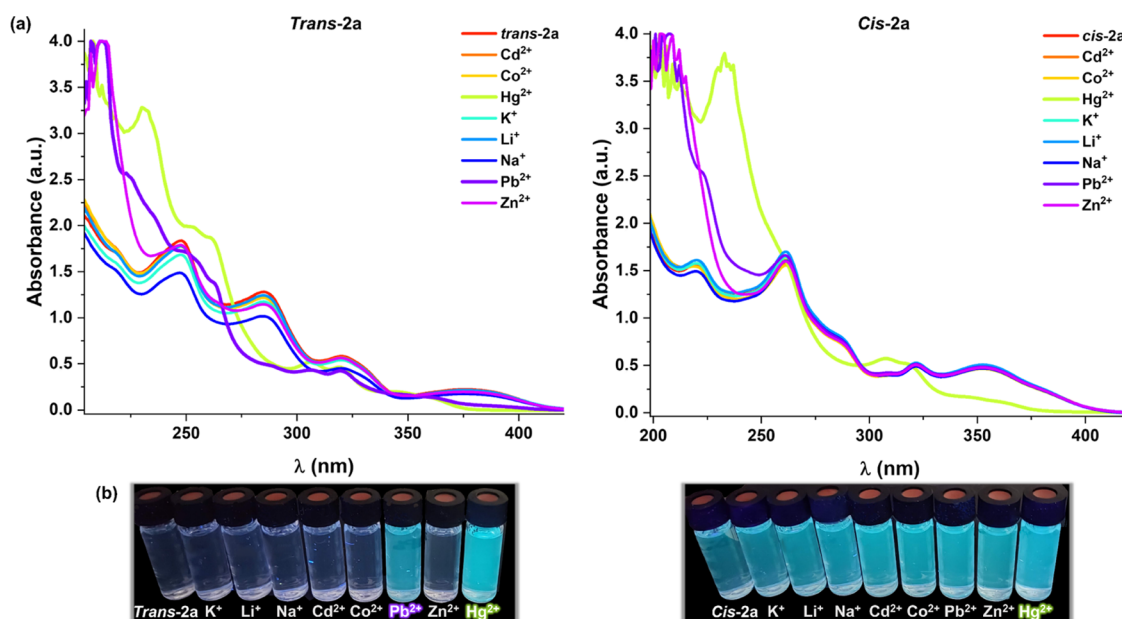 (a)
Trans-2a
Absorbance (a.u.)
4.0
3.5
3.0
2.5
2.0
1.5
1.0
0.5
0.0
250
300
350
400
λ (nm)
trans-2a
Cd²⁺
Co²⁺
Hg²⁺
K⁺
Li⁺
Na⁺
Pb²⁺
Zn²⁺
Cis-2a
Absorbance (a.u.)
4.0
3.5
3.0
2.5
2.0
1.5
1.0
0.5
0.0
200
250
300
350
400
λ (nm)
cis-2a
Cd²⁺
Co²⁺
Hg²⁺
K⁺
Li⁺
Na⁺
Pb²⁺
Zn²⁺
(b)
Trans-2a K⁺ Li⁺ Na⁺ Cd²⁺ Co²⁺ Pb²⁺ Zn²⁺ Hg²⁺
Cis-2a K⁺ Li⁺ Na⁺ Cd²⁺ Co²⁺ Pb²⁺ Zn²⁺ Hg²⁺